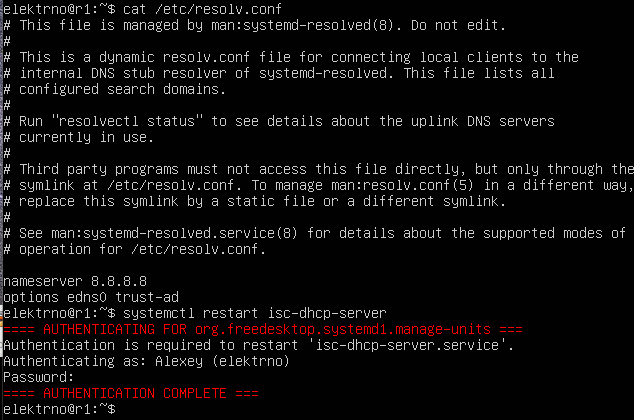 elektrno@r1:~$ cat /etc/resolv.conf
# This file is managed by man:systemd-resolved(8). Do not edit.
#
# This is a dynamic resolv.conf file for connecting local clients to the
# internal DNS stub resolver of systemd-resolved. This file lists all
# configured search domains.
#
# Run "resolvectl status" to see details about the uplink DNS servers
# currently in use.
#
# Third party programs must not access this file directly, but only through the
# symlink at /etc/resolv.conf. To manage man:resolv.conf(5) in a different way,
# replace this symlink by a static file or a different symlink.
#
# See man:systemd-resolved.service(8) for details about the supported modes of
# operation for /etc/resolv.conf.
nameserver 8.8.8.8
options edns0 trust-ad
elektrno@r1:~$ systemctl restart isc-dhcp-server
==== AUTHENTICATING FOR org.freedesktop.systemd1.manage-units ===
Authentication is required to restart 'isc-dhcp-server.service'.
Authenticating as: Alexey (elektrno)
Password:
==== AUTHENTICATION COMPLETE ===
elektrno@r1:~$